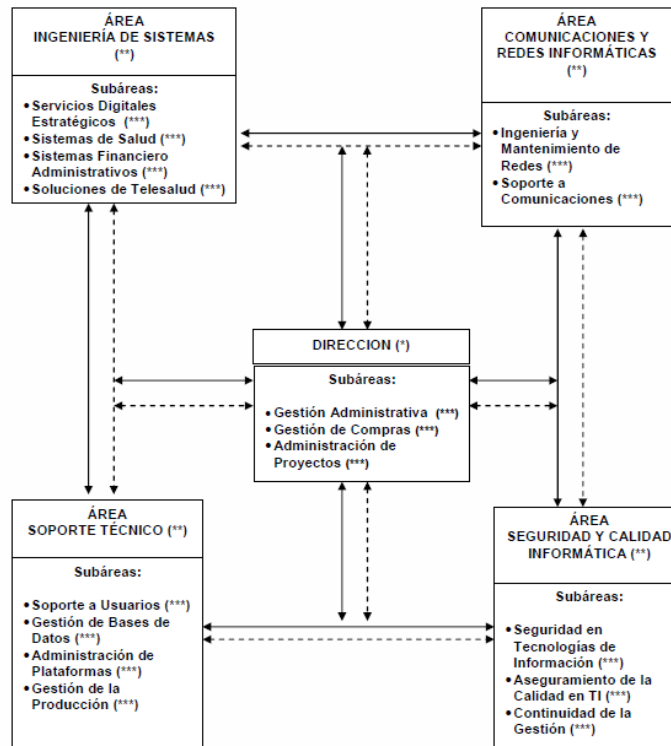 ÁREA
INGENIERÍA DE SISTEMAS
(**)
Subáreas:
•Servicios Digitales
Estratégicos (***)
•Sistemas de Salud (***)
•Sistemas Financiero
Administrativos (***)
•Soluciones de Telesalud (***)
ÁREA
COMUNICACIONES Y
REDES INFORMÁTICAS
(**)
Subáreas:
•Ingeniería y
Mantenimiento de
Redes (***)
•Soporte a
Comunicaciones (***)
DIRECCION (*)
Subáreas:
•Gestión Administrativa (***)
•Gestión de Compras (***)
•Administración de
Proyectos (***)
ÁREA
SOPORTE TÉCNICO (**)
Subáreas:
•Soporte a Usuarios (***)
•Gestión de Bases de
Datos (***)
•Administración de
Plataformas (***)
•Gestión de la
Producción (***)
ÁREA
SEGURIDAD Y CALIDAD
INFORMÁTICA (**)
Subáreas:
•Seguridad en
Tecnologías de
Información (***)
•Aseguramiento de la
Calidad en TI (***)
•Continuidad de la
Gestión (***)